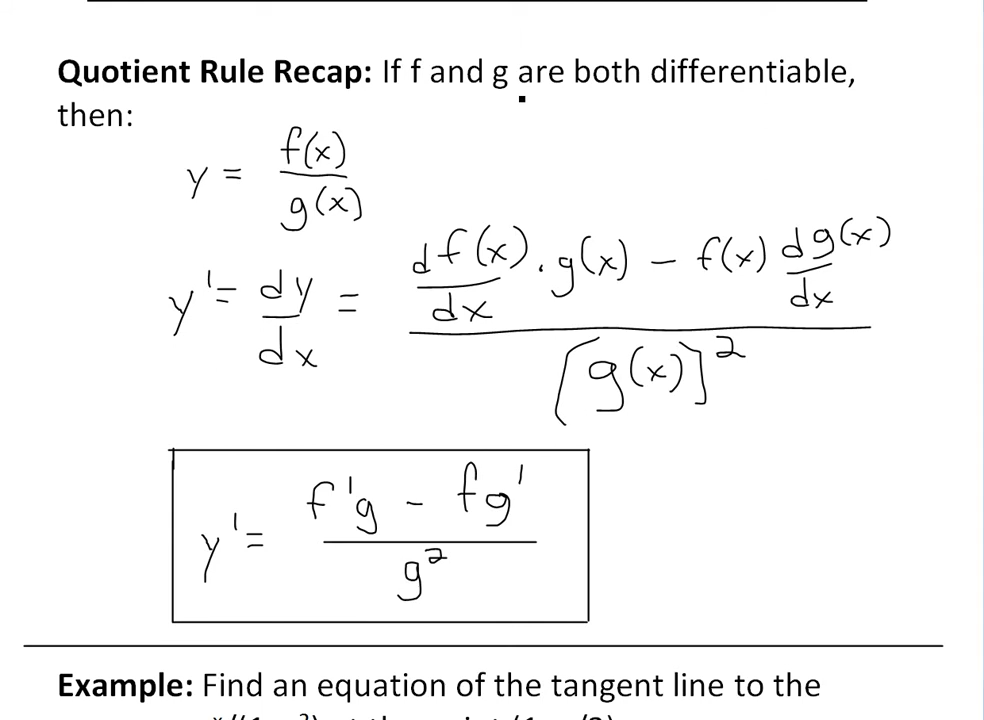 Quotient Rule Recap: If f and g are both differentiable,
then:
y = f(x)/g(x)
y' = dy/dx = (df(x)/dx · g(x) − f(x) dg(x)/dx) / [g(x)]²
y' = (f'g - fg')/g²
Example: Find an equation of the tangent line to the